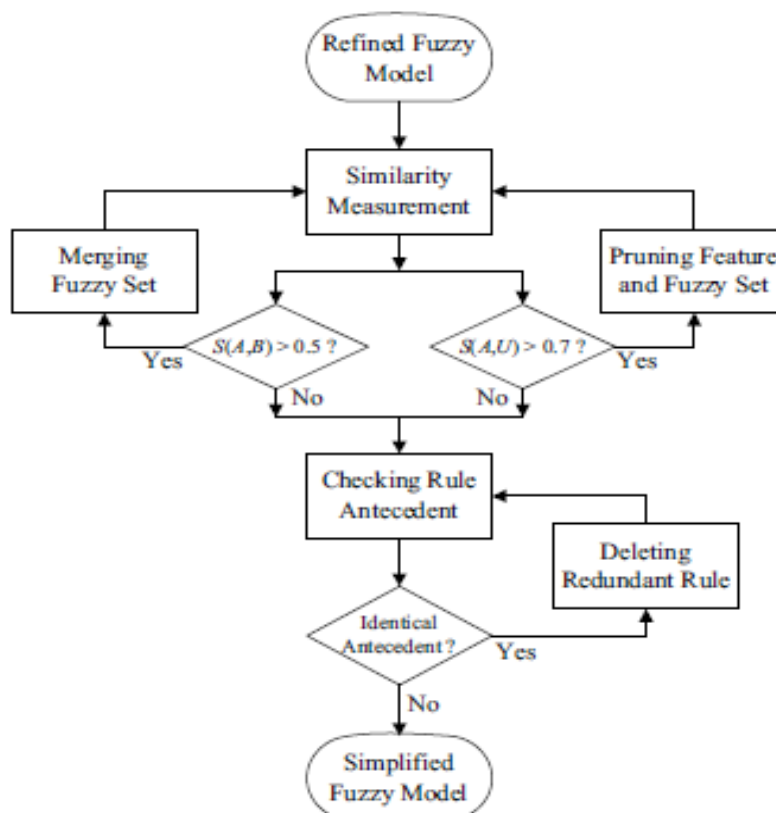 Refined Fuzzy
Model
Similarity
Measurement
Merging
Fuzzy Set
Pruning Feature
and Fuzzy Set
S(A,B) > 0.5 ?
S(A,U) > 0.7 ?
Yes
Yes
No
No
Checking Rule
Antecedent
Deleting
Redundant Rule
Identical
Antecedent ?
Yes
No
Simplified
Fuzzy Model